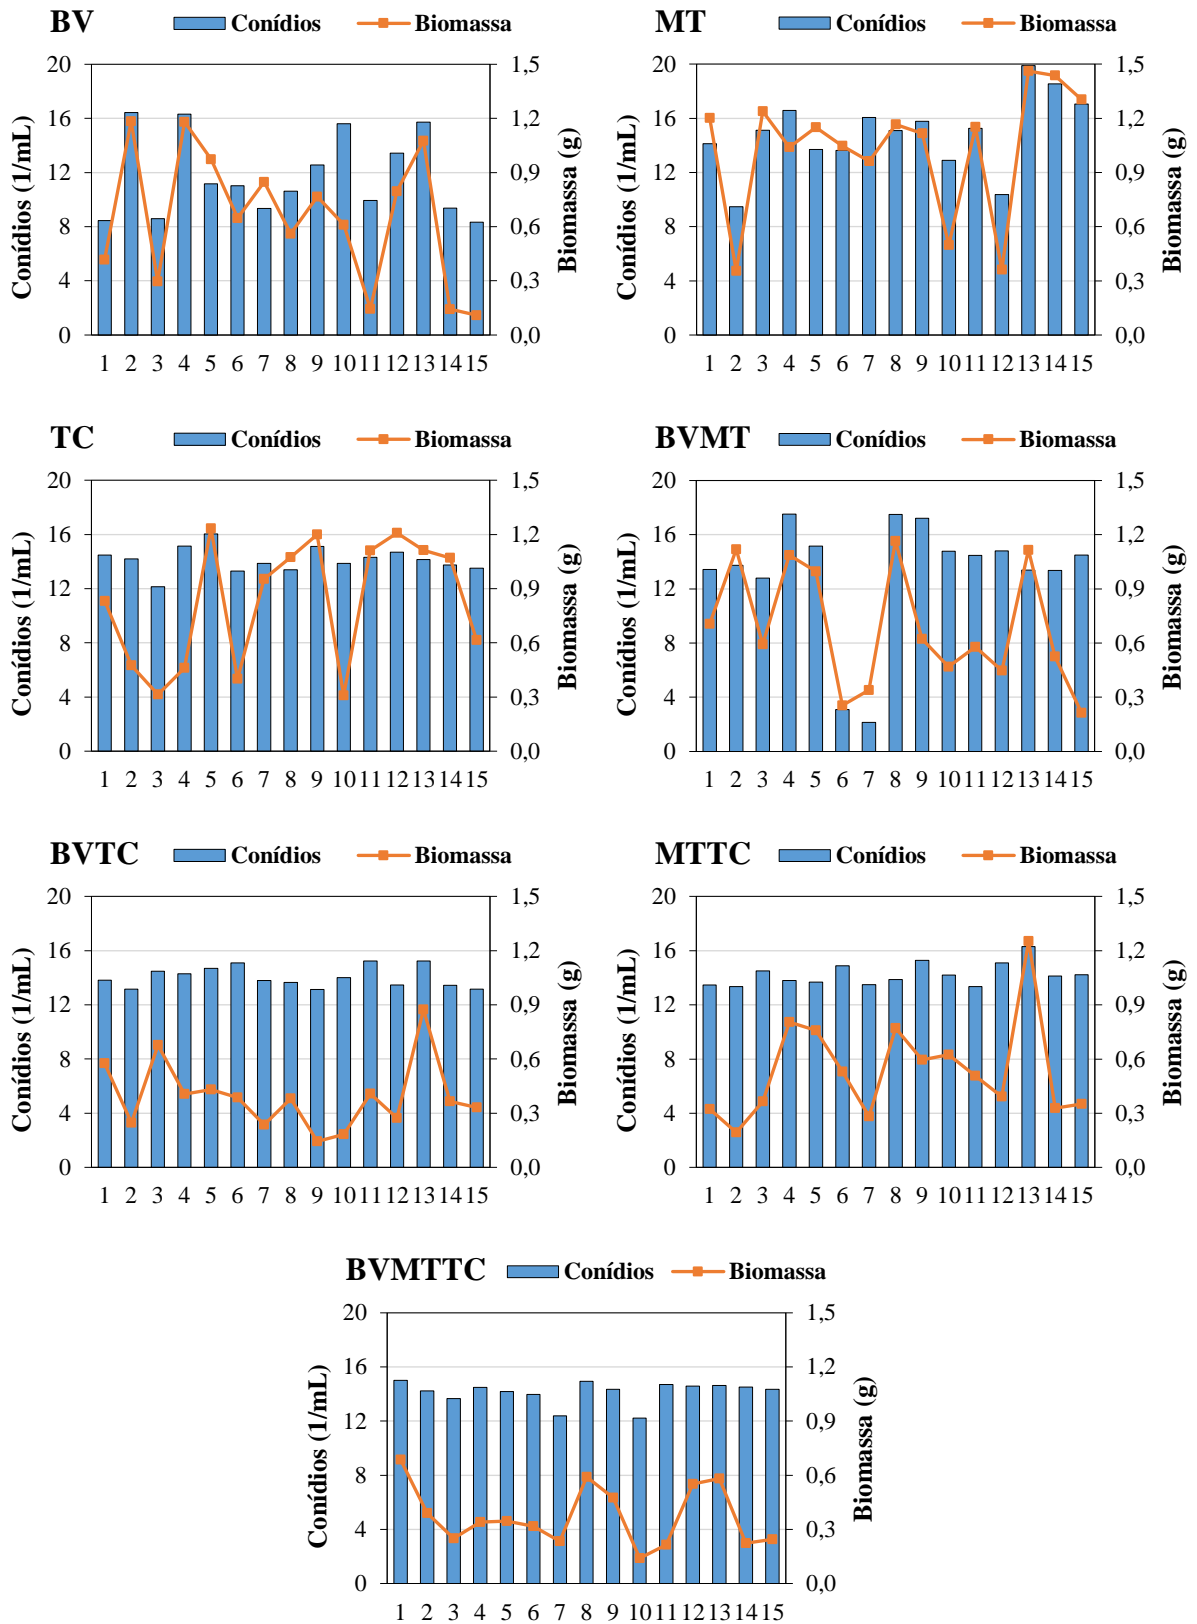 BV Conídios Biomassa
MT Conídios Biomassa
20 1,5
16 1,2
12 0,9
8 0,6
4 0,3
0 0,0
Conídios (1/mL)
Biomassa (g)
1 2 3 4 5 6 7 8 9 10 11 12 13 14 15
20 1,5
16 1,2
12 0,9
8 0,6
4 0,3
0 0,0
Conídios (1/mL)
Biomassa (g)
1 2 3 4 5 6 7 8 9 10 11 12 13 14 15
TC Conídios Biomassa
BVMT Conídios Biomassa
20 1,5
16 1,2
12 0,9
8 0,6
4 0,3
0 0,0
Conídios (1/mL)
Biomassa (g)
1 2 3 4 5 6 7 8 9 10 11 12 13 14 15
20 1,5
16 1,2
12 0,9
8 0,6
4 0,3
0 0,0
Conídios (1/mL)
Biomassa (g)
1 2 3 4 5 6 7 8 9 10 11 12 13 14 15
BVTC Conídios Biomassa
MTTC Conídios Biomassa
20 1,5
16 1,2
12 0,9
8 0,6
4 0,3
0 0,0
Conídios (1/mL)
Biomassa (g)
1 2 3 4 5 6 7 8 9 10 11 12 13 14 15
20 1,5
16 1,2
12 0,9
8 0,6
4 0,3
0 0,0
Conídios (1/mL)
Biomassa (g)
1 2 3 4 5 6 7 8 9 10 11 12 13 14 15
BVMTTC Conídios Biomassa
20 1,5
16 1,2
12 0,9
8 0,6
4 0,3
0 0,0
Conídios (1/mL)
Biomassa (g)
1 2 3 4 5 6 7 8 9 10 11 12 13 14 15